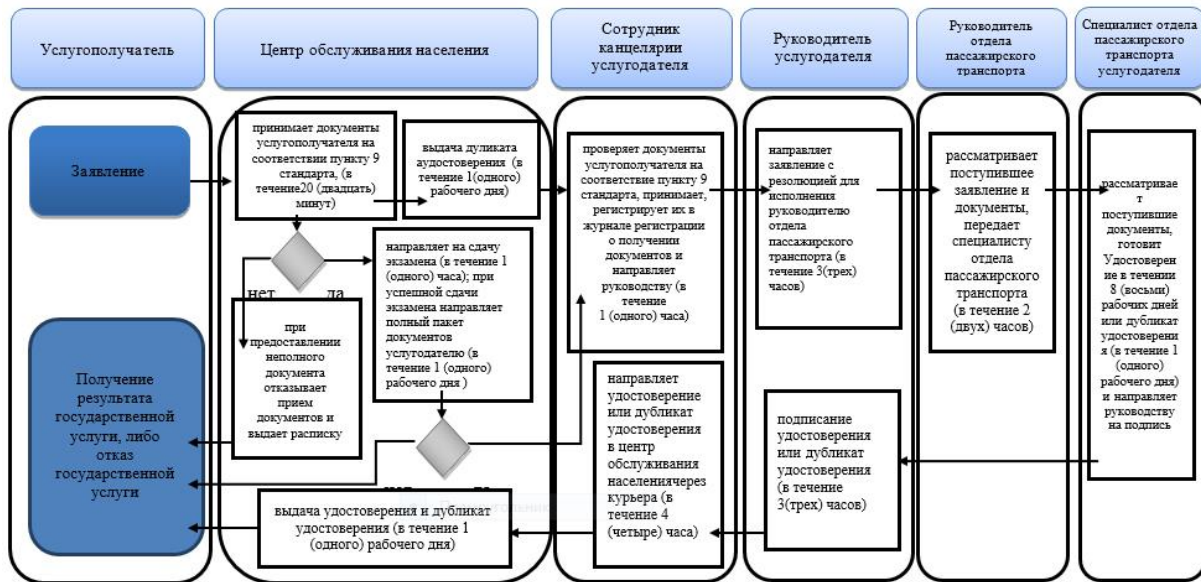 Услугополучатель
Центр обслуживания населения
Сотрудник
канцелярии
услугодателя
Руководитель
услугодателя
Руководитель
отдела
пассажирского
транспорта
Специалист отдела
пассажирского
транспорта
услугодателя
Заявление
принимает документы
услугополучателя на
соответствии пункту 9
стандарта, (в
течение20 (двадцать)
минут)
выдача дуликата
аудостоверения (в
течение 1(одного)
рабочего дня)
нет
да
направляет на сдачу
экзамена (в течение 1
(одного) часа); при
успешной сдачи
экзамена направляет
полный пакет
документов
услугодателю (в
течение 1 (одного)
рабочего дня )
при
предоставлении
неполного
документа
отказывает
прием
документов и
выдает расписку
Получение
результата
государственной
услуги, либо
отказ
государственной
услуги
выдача удостоверения и дубликат
удостоверения (в течение 1
(одного) рабочего дня)
проверяет документы
услугополучателя на
соответствие пункту 9
стандарта, принимает,
регистрирует их в
журнале регистрации
о получении
документов и
направляет
руководству (в
течение
1 (одного) часа)
направляет
удостоверение
или дубликат
удостоверения
в центр
обслуживания
населениячерез
курьера (в
течение 4
(четыре) часа)
направляет
заявление с
резолюцией для
исполнения
руководителю
отдела
пассажирского
транспорта (в
течение 3(трех)
часов)
подписание
удостоверения
или дубликат
удостоверения
(в течение
3(трех) часов)
рассматривает
поступившее
заявление и
документы,
передает
специалисту
отдела
пассажирского
транспорта
(в течение 2
(двух) часов)
рассматривае
т
поступившие
документы,
готовит
Удостоверен
ие в течении
8 (восьми)
рабочих дней
или дубликат
удостоверени
я (в течение 1
(одного)
рабочего дня)
и направляет
руководству
на подпись